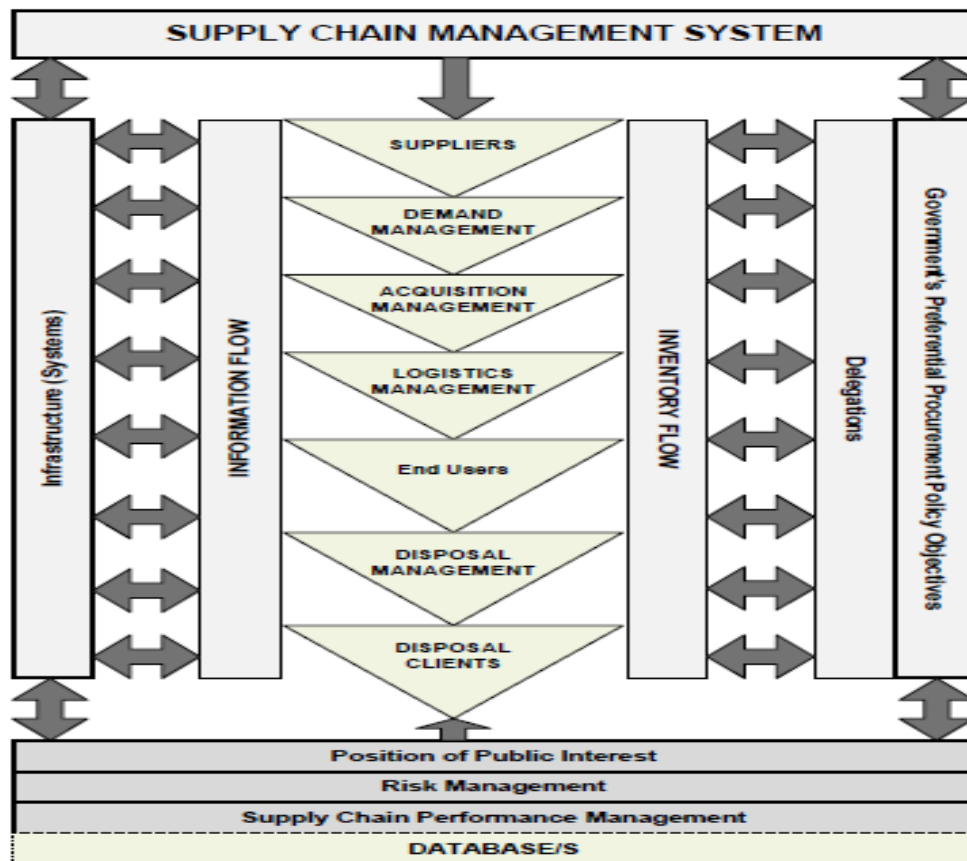 SUPPLY CHAIN MANAGEMENT SYSTEM
Infrastructure (Systems)
INFORMATION FLOW
SUPPLIERS
DEMAND
MANAGEMENT
ACQUISITION
MANAGEMENT
LOGISTICS
MANAGEMENT
End Users
DISPOSAL
MANAGEMENT
DISPOSAL
CLIENTS
INVENTORY FLOW
Delegations
Government's Preferential Procurement Policy Objectives
Position of Public Interest
Risk Management
Supply Chain Performance Management
DATABASE/S